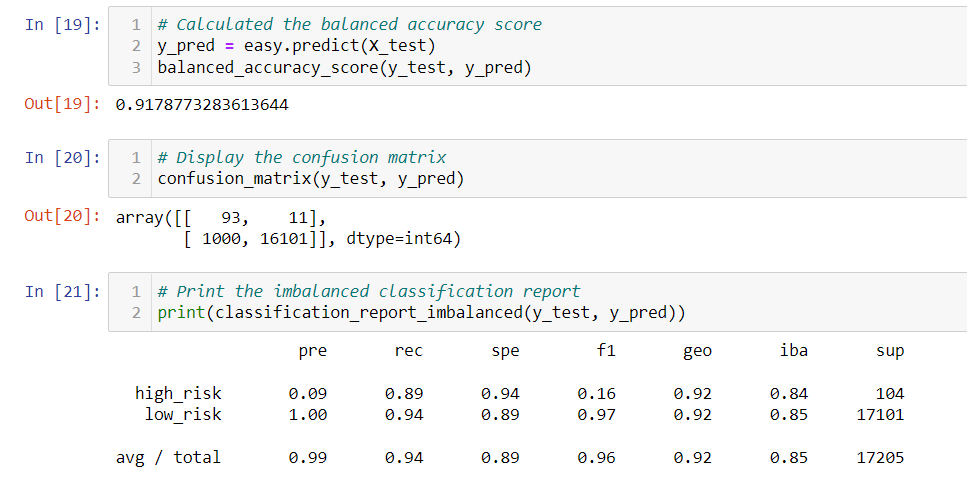 In [19]:
1 # Calculated the balanced accuracy score
2 y_pred = easy.predict(X_test)
3 balanced_accuracy_score(y_test, y_pred)
Out[19]: 0.9178773283613644
In [20]:
1 # Display the confusion matrix
2 confusion_matrix(y_test, y_pred)
Out[20]: array([[   93,    11],
       [ 1000, 16101]], dtype=int64)
In [21]:
1 # Print the imbalanced classification report
2 print(classification_report_imbalanced(y_test, y_pred))
pre rec spe f1 geo iba sup
high_risk 0.09 0.89 0.94 0.16 0.92 0.84 104
low_risk 1.00 0.94 0.89 0.97 0.92 0.85 17101
avg / total 0.99 0.94 0.89 0.96 0.92 0.85 17205